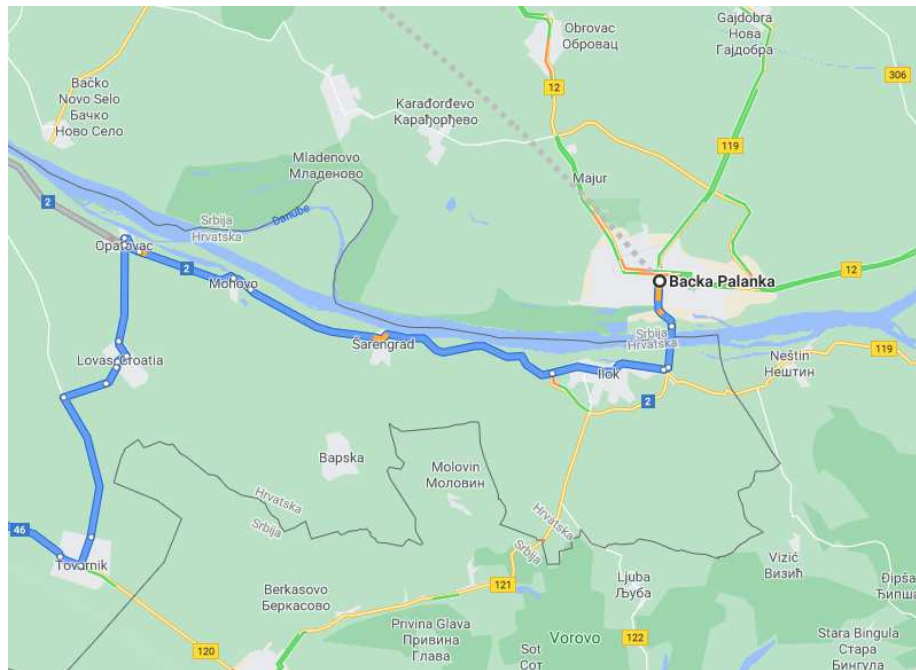 Obrovac
Обровац
Gajdobra
Нова
Гајдобра
306
Bačko
Novo Selo
Бачко
Ново Село
12
Karađorđevo
Карађорђево
119
Mladenovo
Младеново
Majur
2
Srbija
Hrvatska
Danube
Opatovac
2
Mohovo
12
Backa Palanka
Šarengrad
Srbija
Hrvatska
Lovas, Croatia
Ilok
Neštin
Нештин
119
2
Bapska
Molovin
Моловин
Hrvatska
Srbija
46
Hrvatska
Srbija
Tovarnik
Vizić
Визић
Berkasovo
Беркасово
121
Ljuba
Љуба
Đipša
Ђипша
Privina Glava
Привина
Глава
Vorovo
122
120
Sot
Сот
Stara Bingula
Стара
Бингула